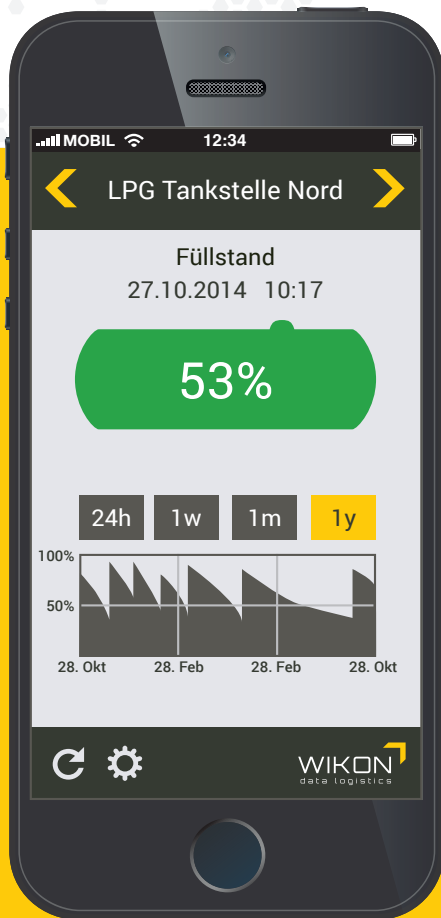 MOBIL 12:34
LPG Tankstelle Nord
Füllstand
27.10.2014 10:17
53%
24h 1w 1m 1y
100%
50%
28. Okt 28. Feb 28. Feb 28. Okt
WIKON
data logistics